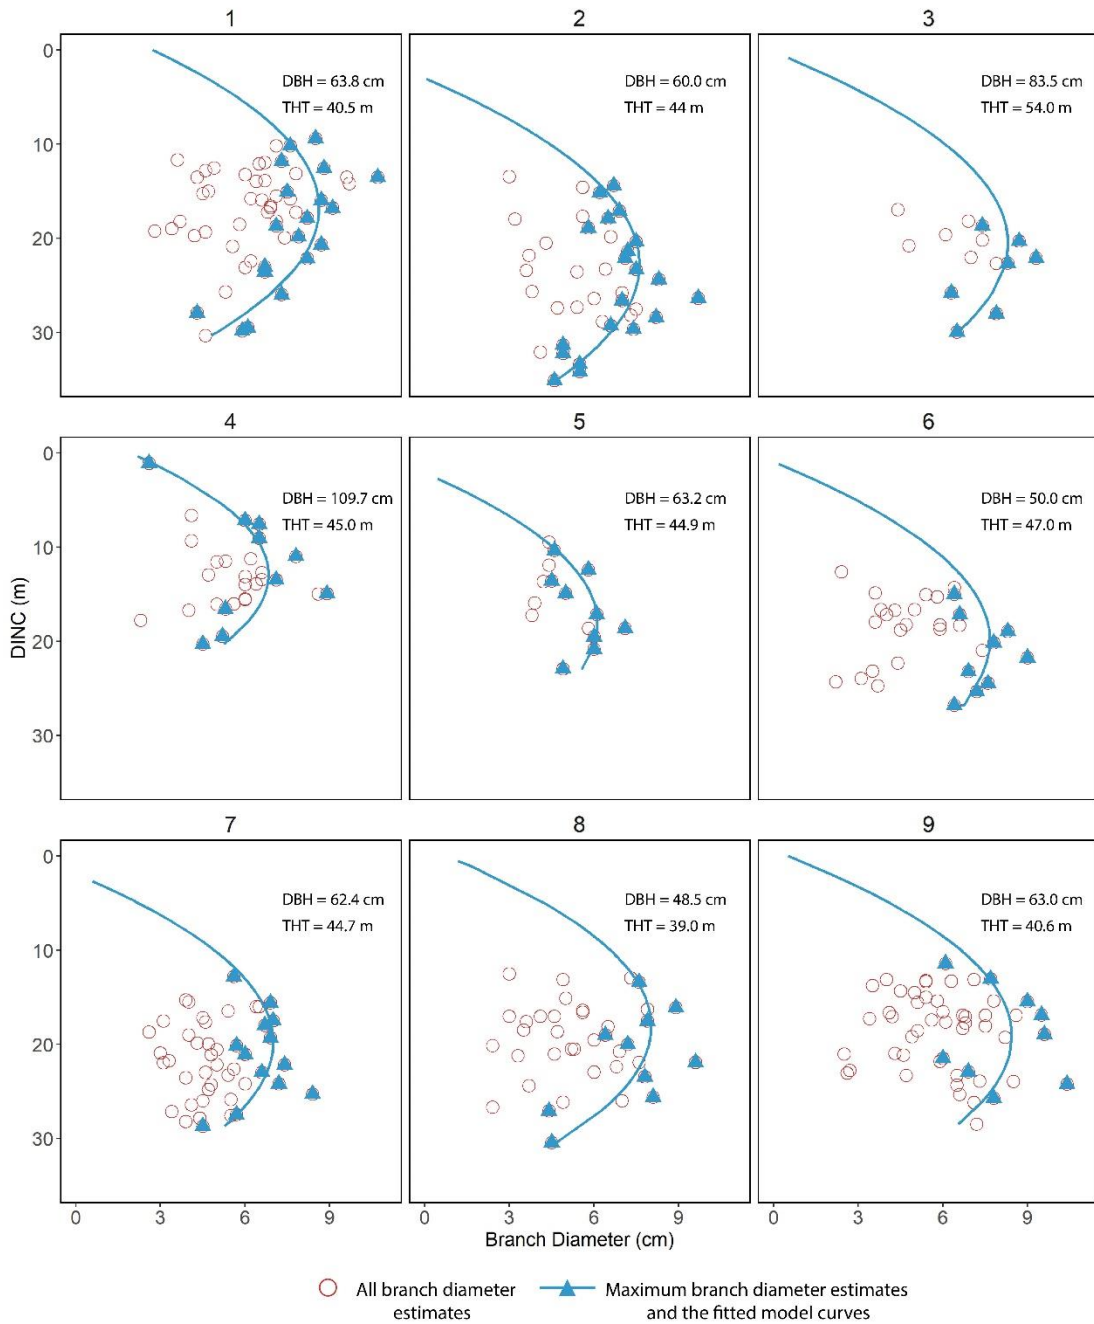 1
2
3
0
10
20
30
DBH = 63.8 cm
THT = 40.5 m
DBH = 60.0 cm
THT = 44 m
DBH = 83.5 cm
THT = 54.0 m
4
5
6
DINC (m)
0
10
20
30
DBH = 109.7 cm
THT = 45.0 m
DBH = 63.2 cm
THT = 44.9 m
DBH = 50.0 cm
THT = 47.0 m
7
8
9
0
10
20
30
DBH = 62.4 cm
THT = 44.7 m
DBH = 48.5 cm
THT = 39.0 m
DBH = 63.0 cm
THT = 40.6 m
0 3 6 9
0 3 6 9
0 3 6 9
Branch Diameter (cm)
All branch diameter
estimates
Maximum branch diameter estimates
and the fitted model curves